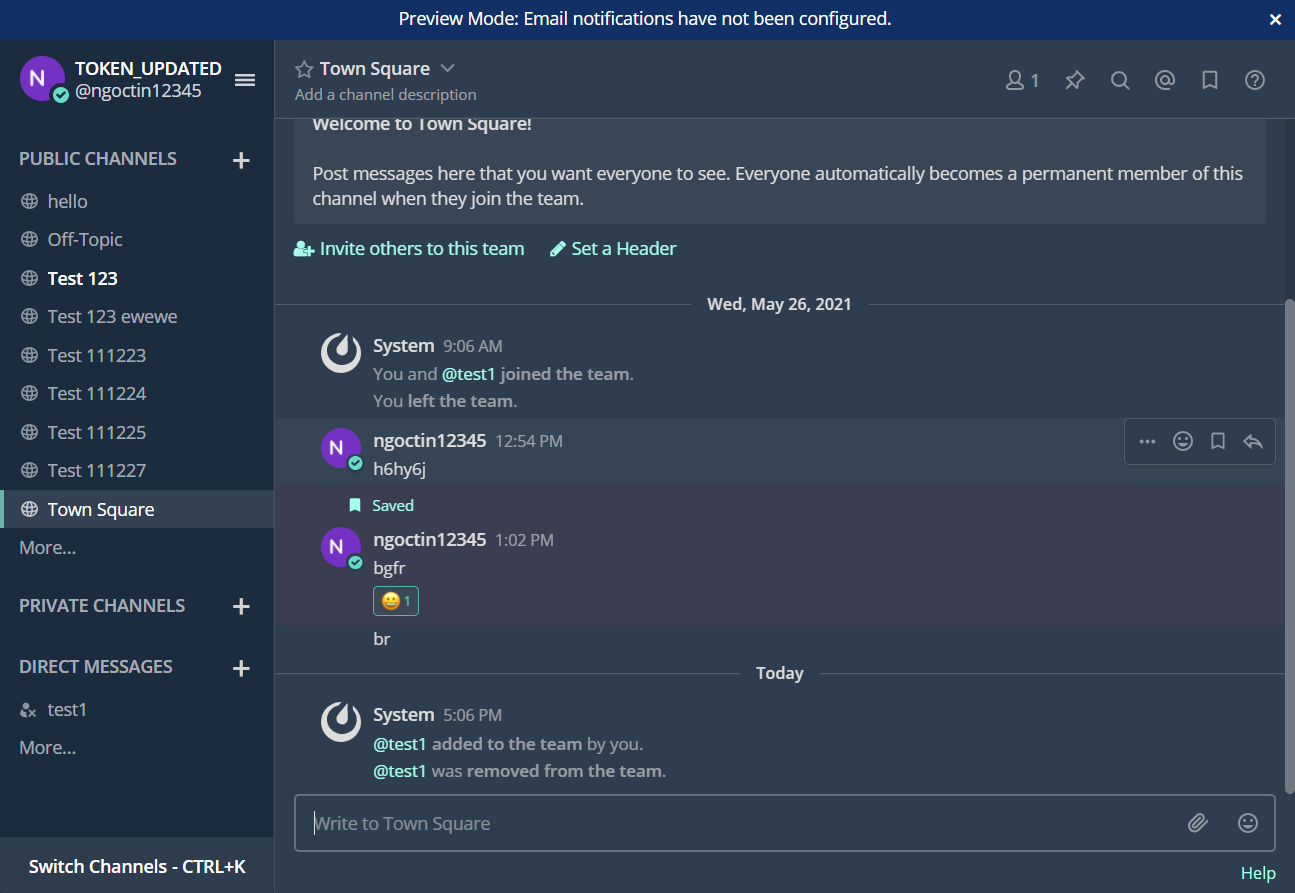 Preview Mode: Email notifications have not been configured.
N
TOKEN_UPDATED
@ngoctin12345
PUBLIC CHANNELS
hello
Off-Topic
Test 123
Test 123 ewewe
Test 111223
Test 111224
Test 111225
Test 111227
Town Square
More...
PRIVATE CHANNELS
DIRECT MESSAGES
test1
More...
Switch Channels - CTRL+K
Town Square
Add a channel description
1
Welcome to Town Square!
Post messages here that you want everyone to see. Everyone automatically becomes a permanent member of this
channel when they join the team.
Invite others to this team Set a Header
Wed, May 26, 2021
System 9:06 AM
You and @test1 joined the team.
You left the team.
N
ngoctin12345 12:54 PM
h6hy6j
Saved
N
ngoctin12345 1:02 PM
bgfr
1
br
Today
System 5:06 PM
@test1 added to the team by you.
@test1 was removed from the team.
Write to Town Square
Help